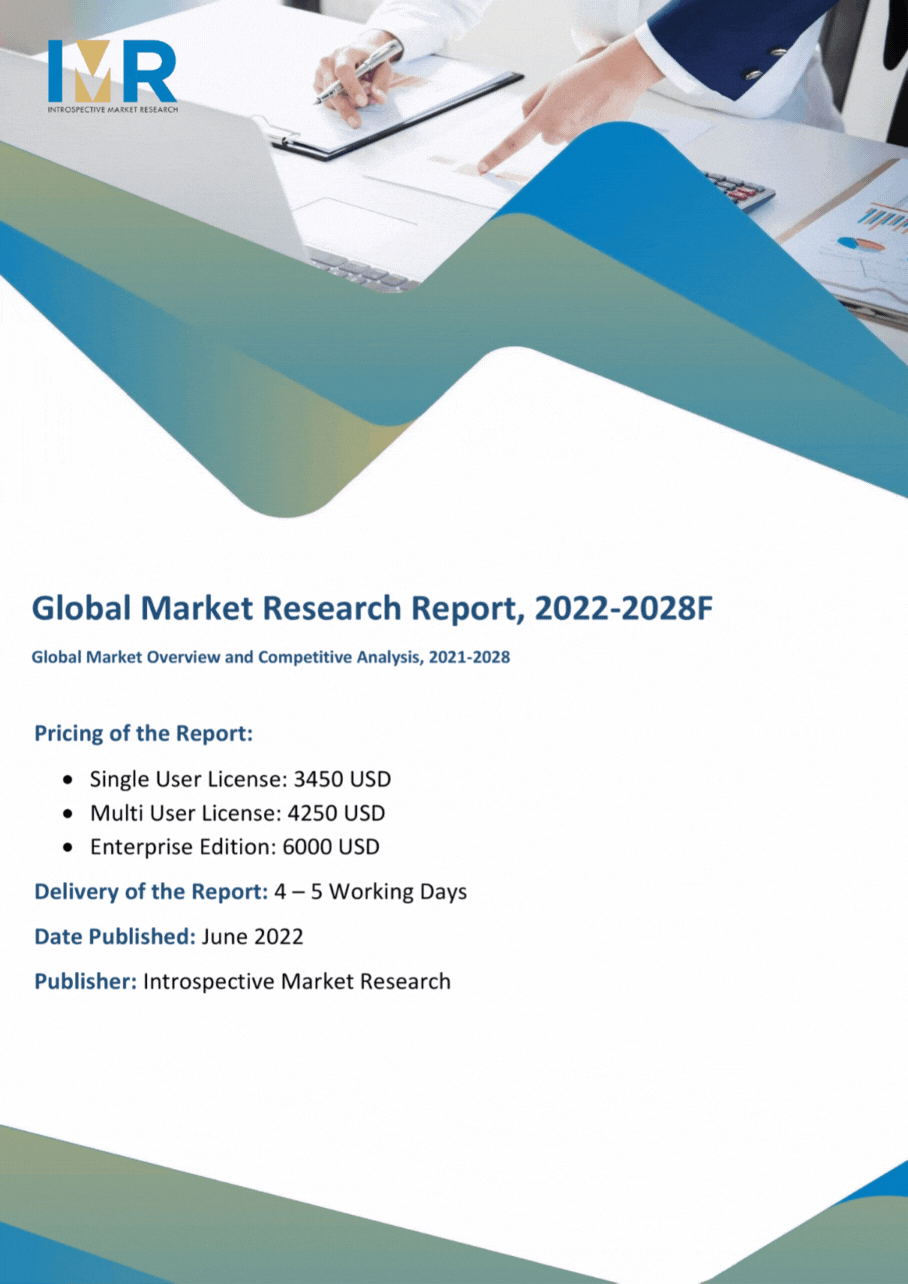 IMR
INTROSPECTIVE MARKET RESEARCH
Global Market Research Report, 2022-2028F
Global Market Overview and Competitive Analysis, 2021-2028
Pricing of the Report:
• Single User License: 3450 USD
• Multi User License: 4250 USD
• Enterprise Edition: 6000 USD
Delivery of the Report: 4 – 5 Working Days
Date Published: June 2022
Publisher: Introspective Market Research